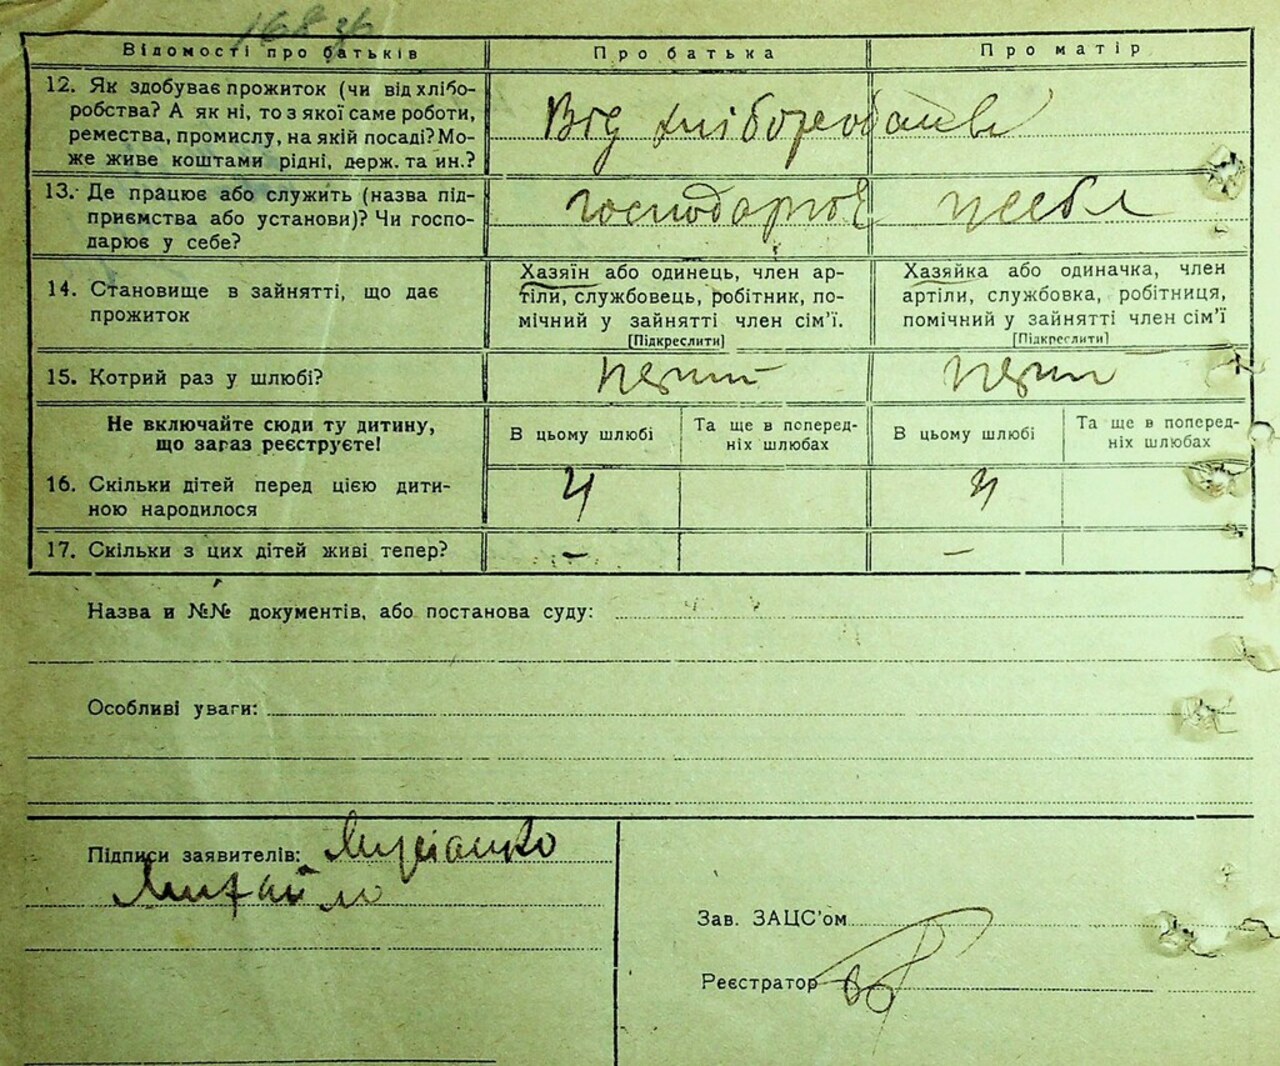 168 зв
Відомості про батьків
Про батька
Про матір
12. Як здобуває прожиток (чи від хлібо-
робства? А як ні, то з якої саме роботи,
ремества, промислу, на якій посаді? Мо-
же живе коштами рідні, держ. та ин.?
Від хліборобства
13. Де працює або служить (назва під-
приємства або установи)? Чи госпо-
дарює у себе?
господарює у себе
14. Становище в зайнятті, що дає
прожиток
Хазяїн або одинець, член ар-
тіли, службовець, робітник, по-
мічний у зайнятті член сім’ї.
[Підкреслити]
Хазяйка або одиначка, член
артіли, службовка, робітниця,
помічний у зайнятті член сім’ї
[Підкреслити]
15. Котрий раз у шлюбі?
Не включайте сюди ту дитину,
що зараз реєструєте!
В цьому шлюбі
Та ще в поперед-
ніх шлюбах
В цьому шлюбі
Та ще в поперед-
ніх шлюбах
16. Скільки дітей перед цією дити-
ною народилося
4
4
17. Скільки з цих дітей живі тепер?
–
–
Назва и №№ документів, або постанова суду:
Особливі уваги:
Підписи заявителів:
Михайло
Зав. ЗАЦС’ом
Реєстратор